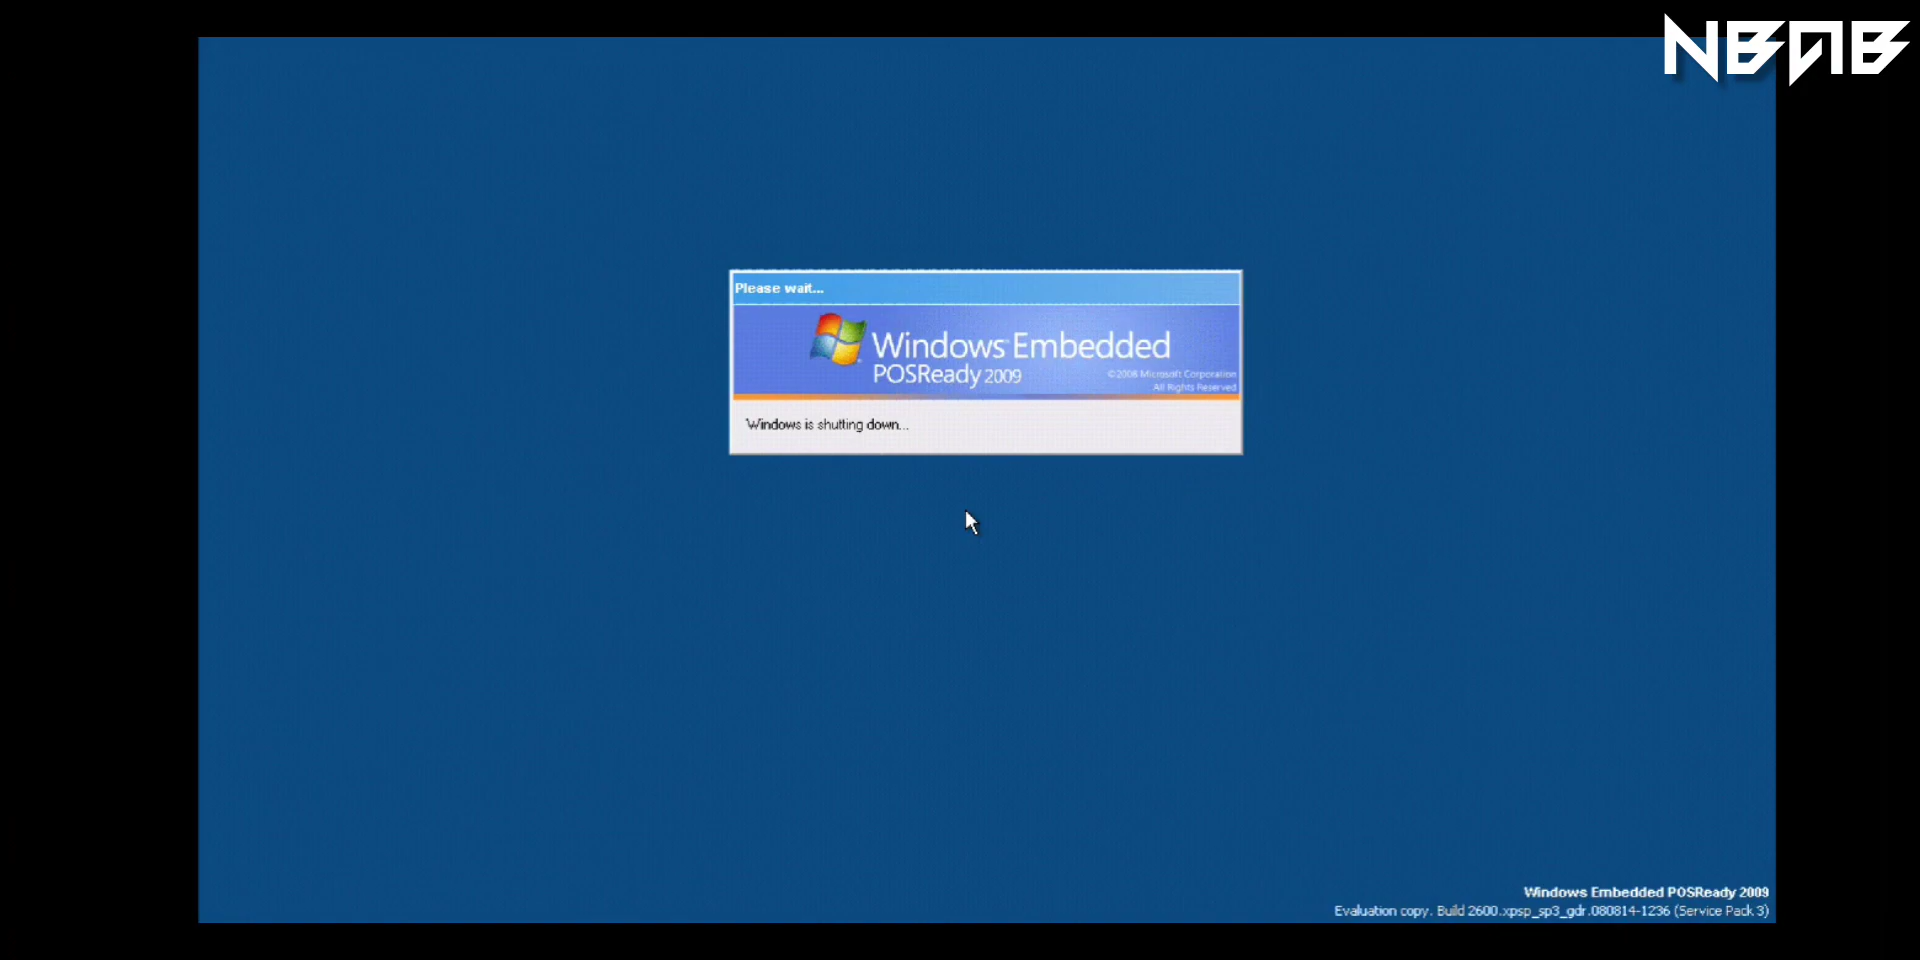 NBAB
Please wait...
Windows Embedded
POSReady 2009
©2008 Microsoft Corporation
All Rights Reserved
Windows is shutting down...
Windows Embedded POSReady 2009
Evaluation copy. Build 2600.xpsp_sp3_gdr.080814-1236 (Service Pack 3)